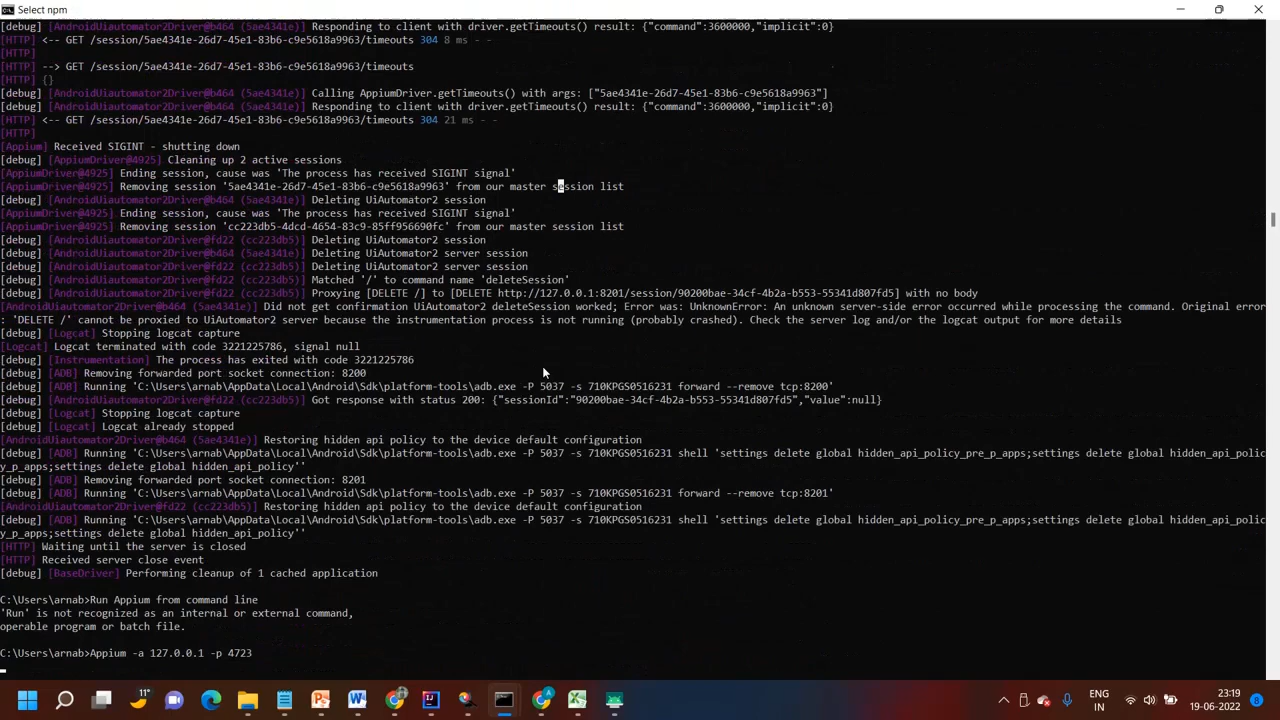 Select npm
[debug] [AndroidUiautomator2Driver@b464 (5ae4341e)] Responding to client with driver.getTimeouts() result: {"command":3600000,"implicit":0}
[HTTP] <-- GET /session/5ae4341e-26d7-45e1-83b6-c9e5618a9963/timeouts 304 8 ms - -
[HTTP]
[HTTP] --> GET /session/5ae4341e-26d7-45e1-83b6-c9e5618a9963/timeouts
[HTTP] {}
[debug] [AndroidUiautomator2Driver@b464 (5ae4341e)] Calling AppiumDriver.getTimeouts() with args: ["5ae4341e-26d7-45e1-83b6-c9e5618a9963"]
[debug] [AndroidUiautomator2Driver@b464 (5ae4341e)] Responding to client with driver.getTimeouts() result: {"command":3600000,"implicit":0}
[HTTP] <-- GET /session/5ae4341e-26d7-45e1-83b6-c9e5618a9963/timeouts 304 21 ms - -
[HTTP]
[Appium] Received SIGINT - shutting down
[debug] [AppiumDriver@4925] Cleaning up 2 active sessions
[AppiumDriver@4925] Ending session, cause was 'The process has received SIGINT signal'
[AppiumDriver@4925] Removing session '5ae4341e-26d7-45e1-83b6-c9e5618a9963' from our master session list
[debug] [AndroidUiautomator2Driver@b464 (5ae4341e)] Deleting UiAutomator2 session
[AppiumDriver@4925] Ending session, cause was 'The process has received SIGINT signal'
[AppiumDriver@4925] Removing session 'cc223db5-4dcd-4654-83c9-85ff956690fc' from our master session list
[debug] [AndroidUiautomator2Driver@fd22 (cc223db5)] Deleting UiAutomator2 session
[debug] [AndroidUiautomator2Driver@b464 (5ae4341e)] Deleting UiAutomator2 server session
[debug] [AndroidUiautomator2Driver@fd22 (cc223db5)] Deleting UiAutomator2 server session
[debug] [AndroidUiautomator2Driver@fd22 (cc223db5)] Matched '/' to command name 'deleteSession'
[debug] [AndroidUiautomator2Driver@fd22 (cc223db5)] Proxying [DELETE /] to [DELETE http://127.0.0.1:8201/session/90200bae-34cf-4b2a-b553-55341d807fd5] with no body
[AndroidUiautomator2Driver@b464 (5ae4341e)] Did not get confirmation UiAutomator2 deleteSession worked; Error was: UnknownError: An unknown server-side error occurred while processing the command. Original error
: 'DELETE /' cannot be proxied to UiAutomator2 server because the instrumentation process is not running (probably crashed). Check the server log and/or the logcat output for more details
[debug] [Logcat] Stopping logcat capture
[Logcat] Logcat terminated with code 3221225786, signal null
[debug] [Instrumentation] The process has exited with code 3221225786
[debug] [ADB] Removing forwarded port socket connection: 8200
[debug] [ADB] Running 'C:\Users\arnab\AppData\Local\Android\Sdk\platform-tools\adb.exe -P 5037 -s 710KPGS0516231 forward --remove tcp:8200'
[debug] [AndroidUiautomator2Driver@fd22 (cc223db5)] Got response with status 200: {"sessionId":"90200bae-34cf-4b2a-b553-55341d807fd5","value":null}
[debug] [Logcat] Stopping logcat capture
[debug] [Logcat] Logcat already stopped
[AndroidUiautomator2Driver@b464 (5ae4341e)] Restoring hidden api policy to the device default configuration
[debug] [ADB] Running 'C:\Users\arnab\AppData\Local\Android\Sdk\platform-tools\adb.exe -P 5037 -s 710KPGS0516231 shell 'settings delete global hidden_api_policy_pre_p_apps;settings delete global hidden_api_polic
y_p_apps;settings delete global hidden_api_policy''
[debug] [ADB] Removing forwarded port socket connection: 8201
[debug] [ADB] Running 'C:\Users\arnab\AppData\Local\Android\Sdk\platform-tools\adb.exe -P 5037 -s 710KPGS0516231 forward --remove tcp:8201'
[AndroidUiautomator2Driver@fd22 (cc223db5)] Restoring hidden api policy to the device default configuration
[debug] [ADB] Running 'C:\Users\arnab\AppData\Local\Android\Sdk\platform-tools\adb.exe -P 5037 -s 710KPGS0516231 shell 'settings delete global hidden_api_policy_pre_p_apps;settings delete global hidden_api_polic
y_p_apps;settings delete global hidden_api_policy''
[HTTP] Waiting until the server is closed
[HTTP] Received server close event
[debug] [BaseDriver] Performing cleanup of 1 cached application
C:\Users\arnab>Run Appium from command line
'Run' is not recognized as an internal or external command,
operable program or batch file.
C:\Users\arnab>Appium -a 127.0.0.1 -p 4723
11°
ENG
IN
23:19
19-06-2022
8